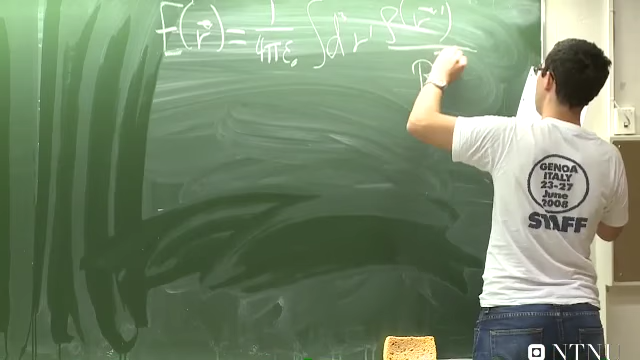 E(r⃗) = 1/4πε₀ ∫ d³r' ρ(r⃗')
GENOA
ITALY
23-27
June
2008
STAFF
NTNU